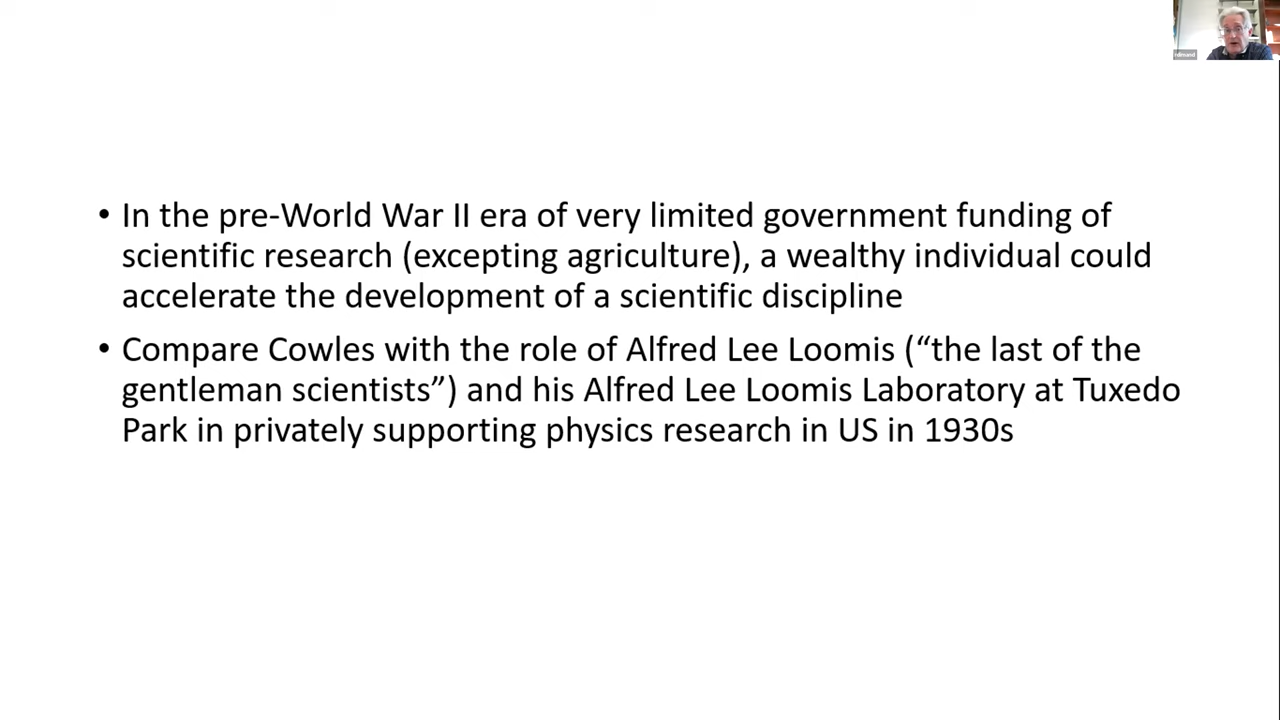 • In the pre-World War II era of very limited government funding of
scientific research (excepting agriculture), a wealthy individual could
accelerate the development of a scientific discipline
• Compare Cowles with the role of Alfred Lee Loomis (“the last of the
gentleman scientists”) and his Alfred Lee Loomis Laboratory at Tuxedo
Park in privately supporting physics research in US in 1930s